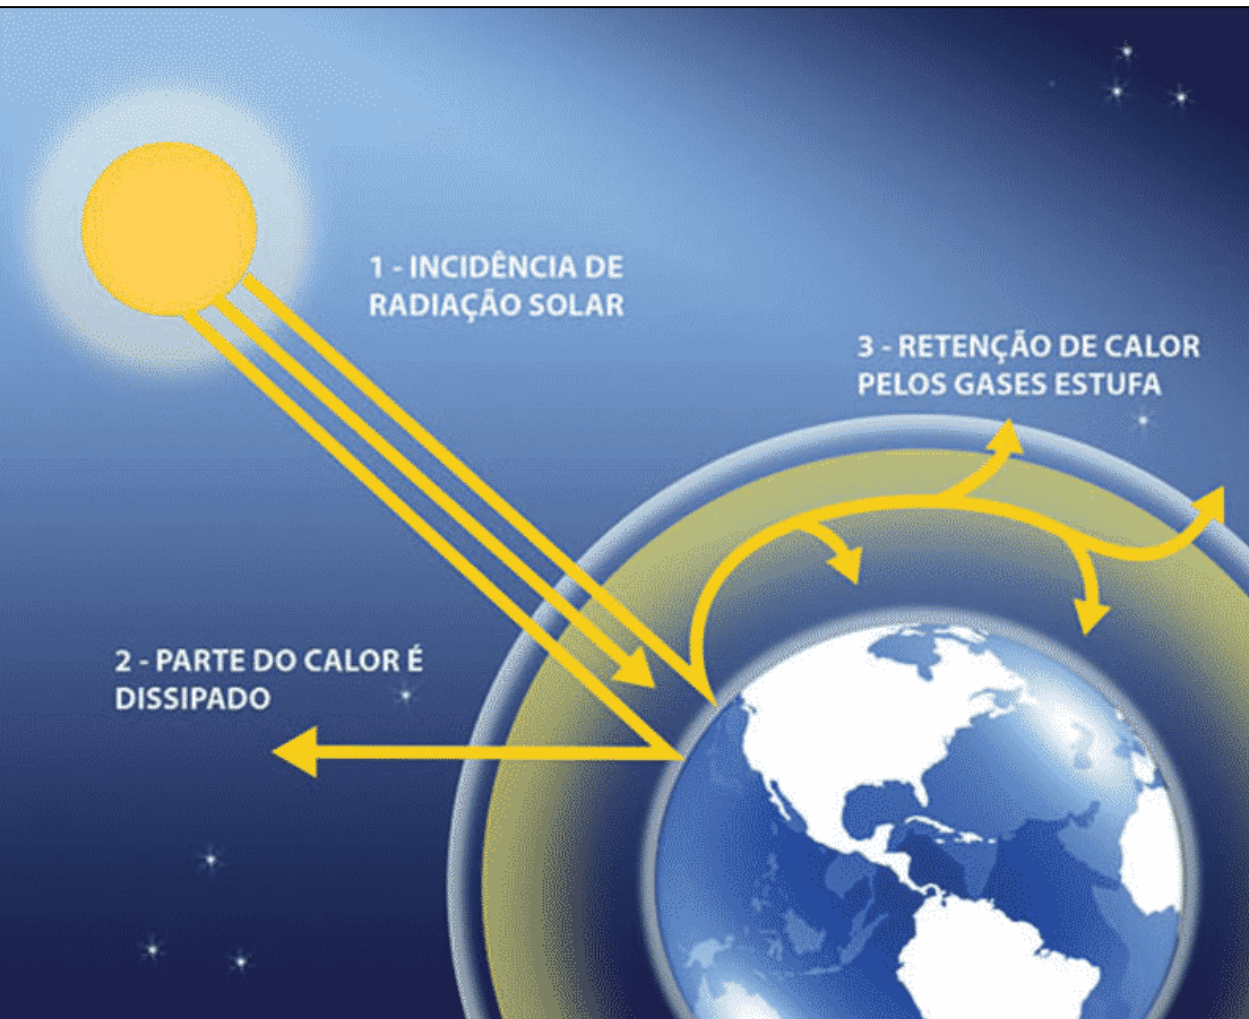 1 - INCIDÊNCIA DE
RADIAÇÃO SOLAR
3 - RETENÇÃO DE CALOR
PELOS GASES ESTUFA
2 - PARTE DO CALOR É
DISSIPADO